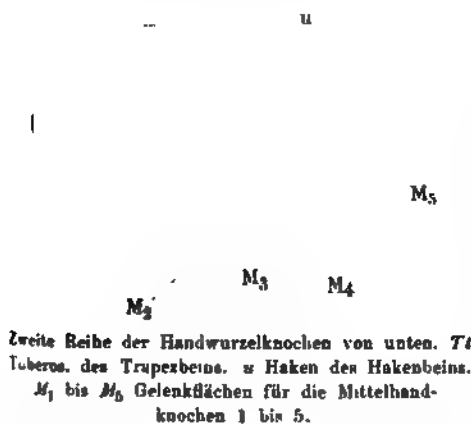 u
M₅
M₃ M₄
M₂
Zweite Reihe der Handwurzelknochen von unten. Tt
Tuberos. des Trapezbeins. u Haken des Hakenbeins.
M₁ bis M₅ Gelenkflächen für die Mittelhand-
knochen 1 bis 5.